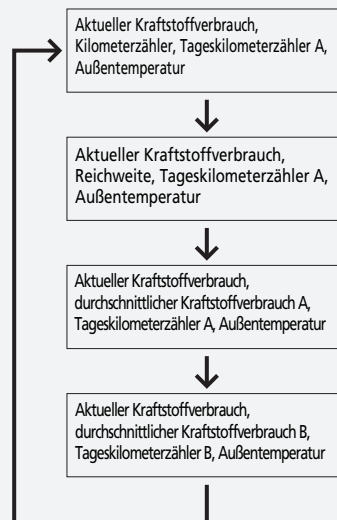 Aktueller Kraftstoffverbrauch,
Kilometerzähler, Tageskilometerzähler A,
Außentemperatur
Aktueller Kraftstoffverbrauch,
Reichweite, Tageskilometerzähler A,
Außentemperatur
Aktueller Kraftstoffverbrauch,
durchschnittlicher Kraftstoffverbrauch A,
Tageskilometerzähler A, Außentemperatur
Aktueller Kraftstoffverbrauch,
durchschnittlicher Kraftstoffverbrauch B,
Tageskilometerzähler B, Außentemperatur